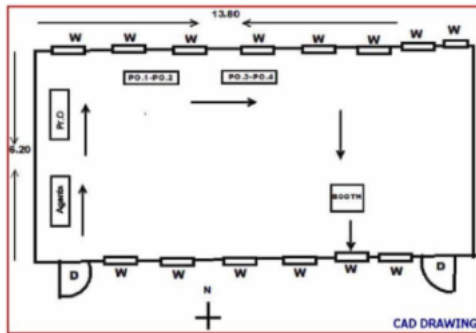 13.80
W W W W W W W W
PO.1-PO.2 PO.3-PO.4
Pr.O
6.20
Agents
BOOTH
D W W W W W W D
N
CAD DRAWING